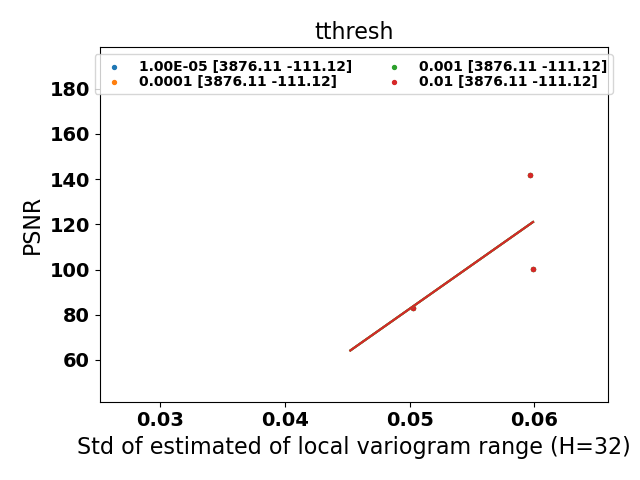 tthresh
1.00E-05 [3876.11 -111.12]
0.0001 [3876.11 -111.12]
0.001 [3876.11 -111.12]
0.01 [3876.11 -111.12]
PSNR
180
160
140
120
100
80
60
0.03 0.04 0.05 0.06
Std of estimated of local variogram range (H=32)